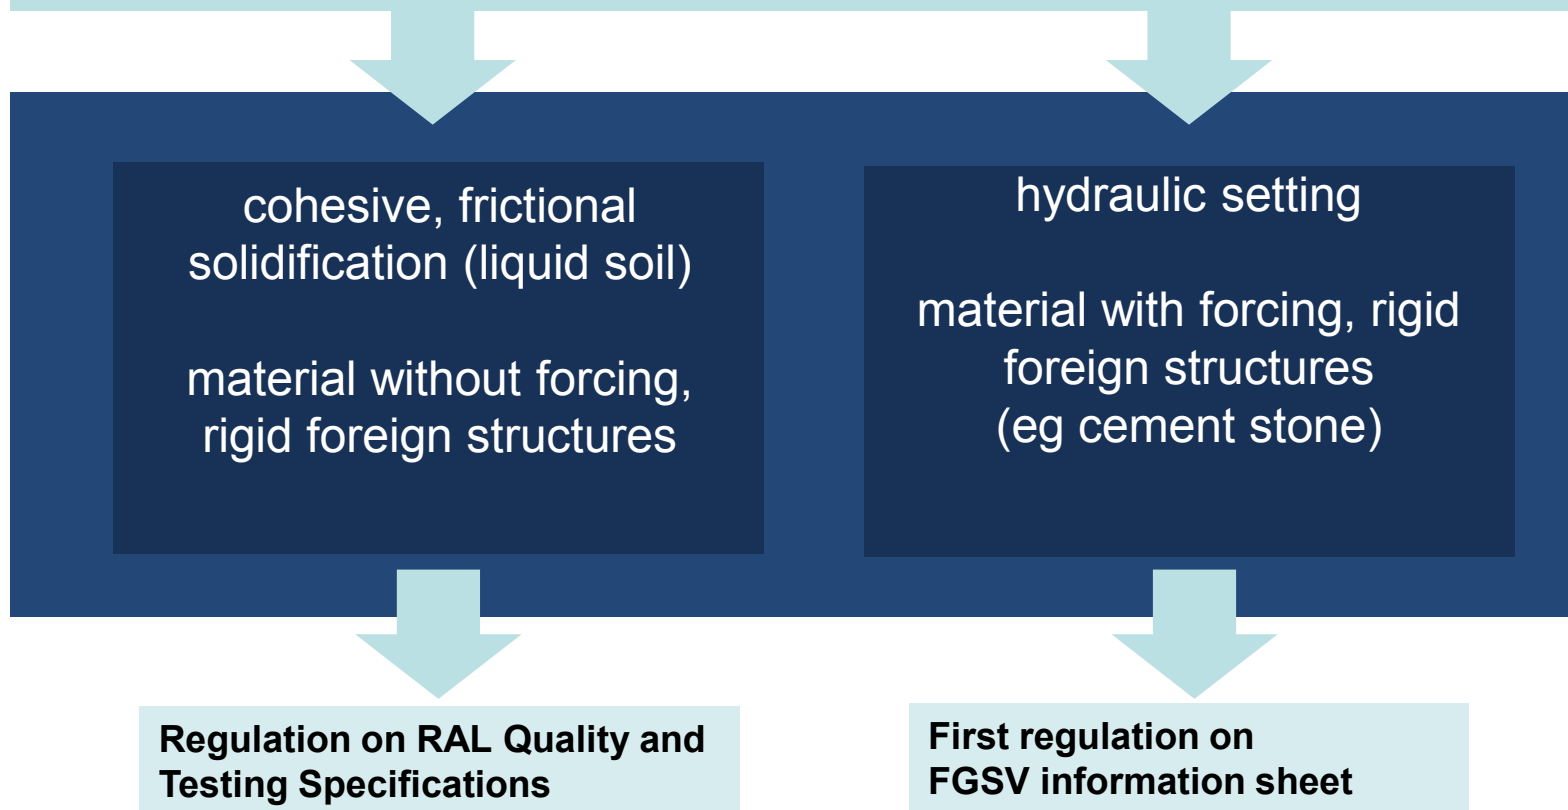 cohesive, frictional
solidification (liquid soil)
material without forcing,
rigid foreign structures
hydraulic setting
material with forcing, rigid
foreign structures
(eg cement stone)
Regulation on RAL Quality and
Testing Specifications
First regulation on
FGSV information sheet